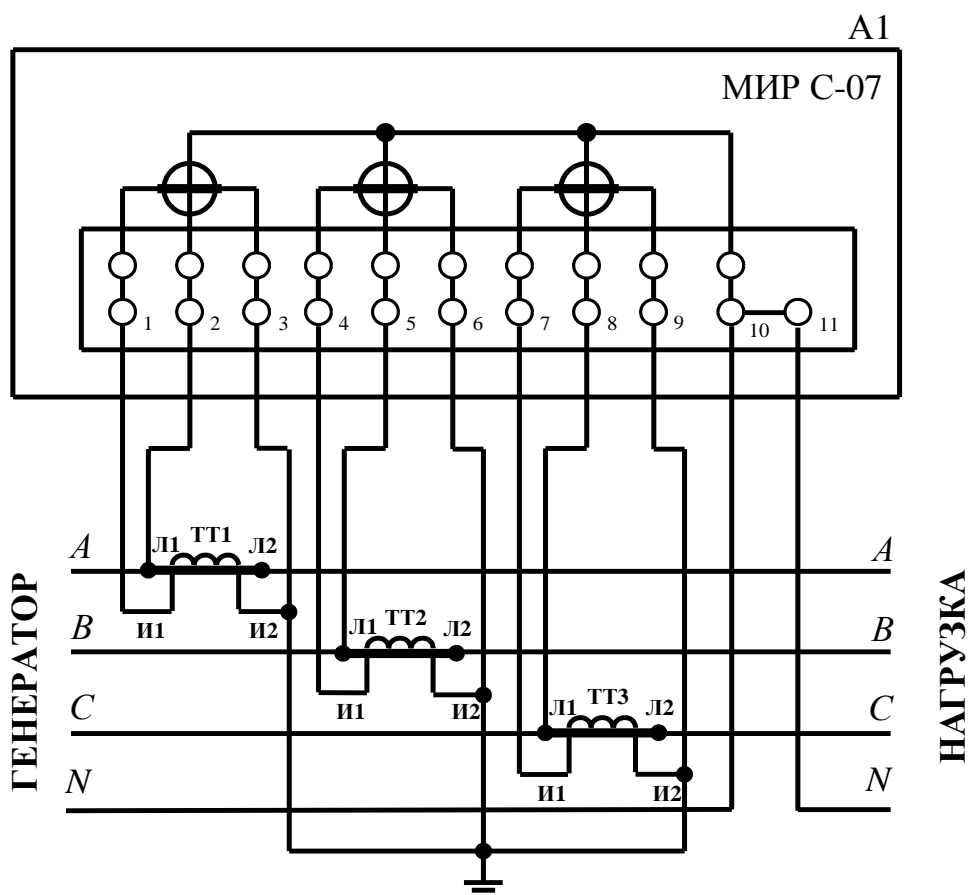 А1
МИР С-07
1 2 3 4 5 6 7 8 9 10 11
ГЕНЕРАТОР
НАГРУЗКА
A Л1 ТТ1 Л2 A
И1 И2
B Л1 ТТ2 Л2 B
И1 И2
C Л1 ТТ3 Л2 C
И1 И2
N N